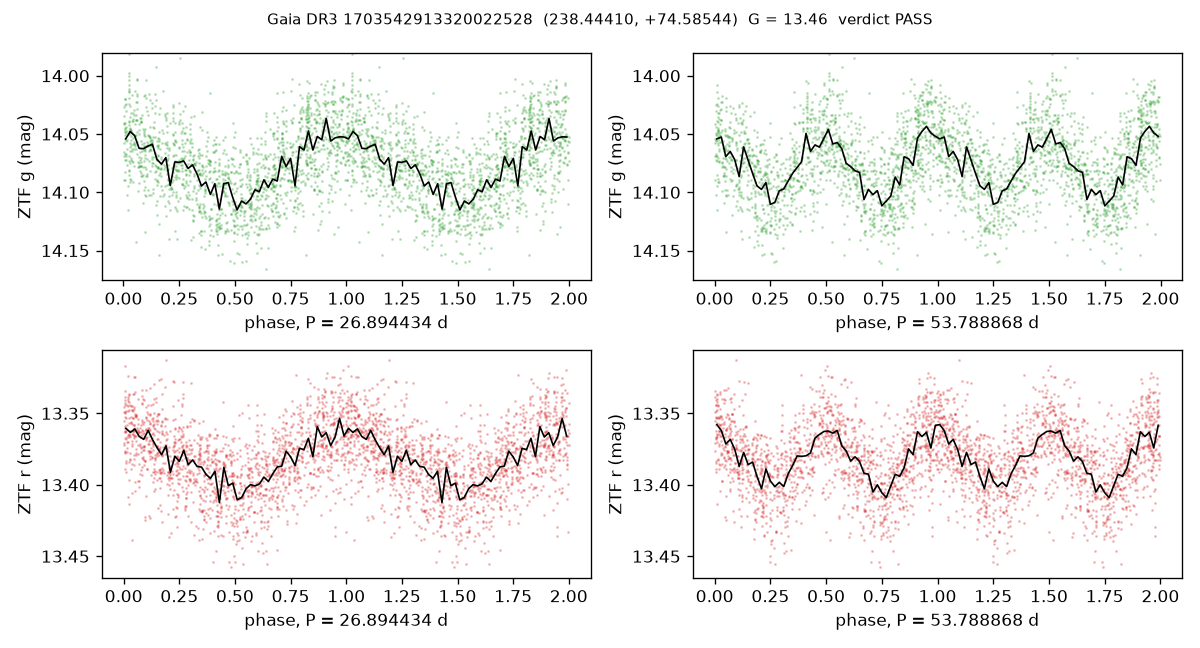 Gaia DR3 1703542913320022528 (238.44410, +74.58544) G = 13.46 verdict PASS
ZTF g (mag)
14.00
14.05
14.10
14.15
0.00 0.25 0.50 0.75 1.00 1.25 1.50 1.75 2.00
phase, P = 26.894434 d
ZTF g (mag)
14.00
14.05
14.10
14.15
0.00 0.25 0.50 0.75 1.00 1.25 1.50 1.75 2.00
phase, P = 53.788868 d
ZTF r (mag)
13.35
13.40
13.45
0.00 0.25 0.50 0.75 1.00 1.25 1.50 1.75 2.00
phase, P = 26.894434 d
ZTF r (mag)
13.35
13.40
13.45
0.00 0.25 0.50 0.75 1.00 1.25 1.50 1.75 2.00
phase, P = 53.788868 d